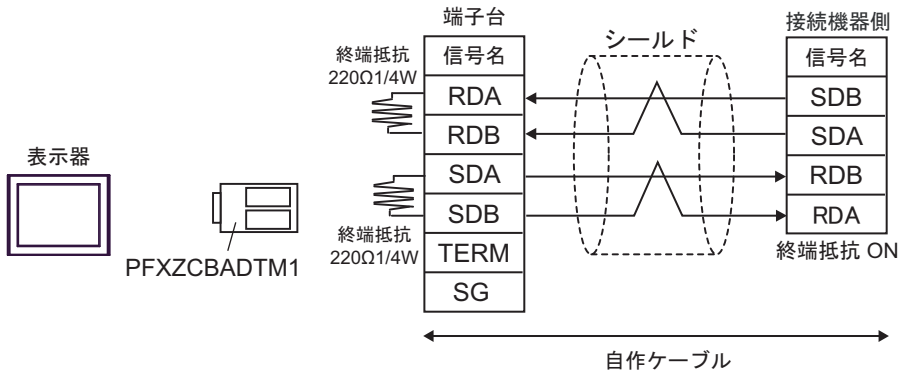 端子台
接続機器側
終端抵抗
220Ω1/4W
信号名
シールド
信号名
RDA
SDB
RDB
SDA
表示器
SDA
RDB
SDB
RDA
終端抵抗
220Ω1/4W
TERM
終端抵抗 ON
PFXZCBADTM1
SG
自作ケーブル